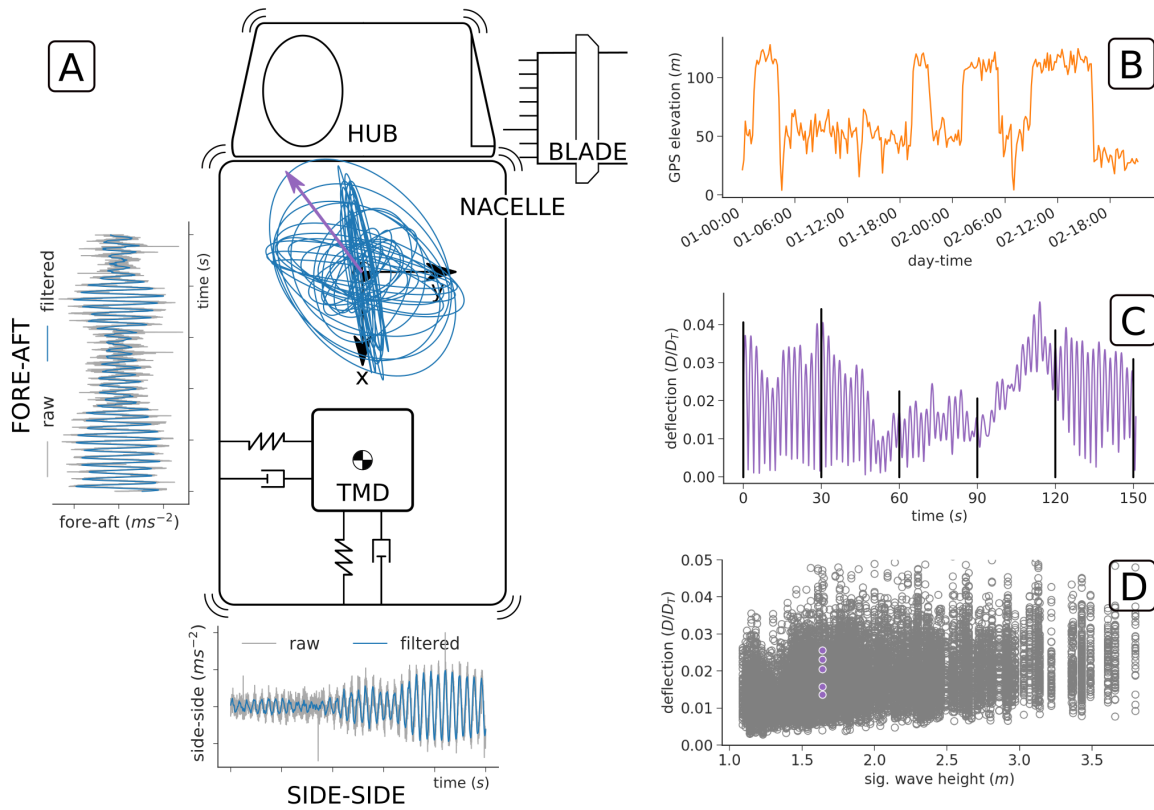 A
HUB
BLADE
NACELLE
y
x
TMD
FORE-AFT
raw
filtered
time (s)
fore-aft (ms⁻²)
raw
filtered
side-side (ms⁻²)
time (s)
SIDE-SIDE
B
GPS elevation (m)
100
50
0
01-00:00
01-06:00
01-12:00
01-18:00
02-00:00
02-06:00
02-12:00
02-18:00
day-time
C
deflection (D/D_T)
0.04
0.03
0.02
0.01
0.00
0
30
60
90
120
150
time (s)
D
deflection (D/D_T)
0.05
0.04
0.03
0.02
0.01
0.00
1.0
1.5
2.0
2.5
3.0
3.5
sig. wave height (m)